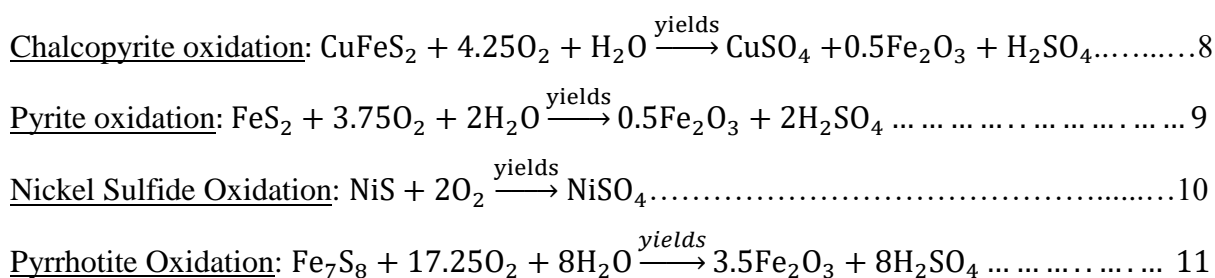 Chalcopyrite oxidation: CuFeS₂ + 4.25O₂ + H₂O yields⟶ CuSO₄ +0.5Fe₂O₃ + H₂SO₄..…...…8
Pyrite oxidation: FeS₂ + 3.75O₂ + 2H₂O yields⟶ 0.5Fe₂O₃ + 2H₂SO₄ … … … … . . … … … . … … 9
Nickel Sulfide Oxidation: NiS + 2O₂ yields⟶ NiSO₄……………………………………......…10
Pyrrhotite Oxidation: Fe₇S₈ + 17.25O₂ + 8H₂O yields⟶ 3.5Fe₂O₃ + 8H₂SO₄ … … … . . … . … 11